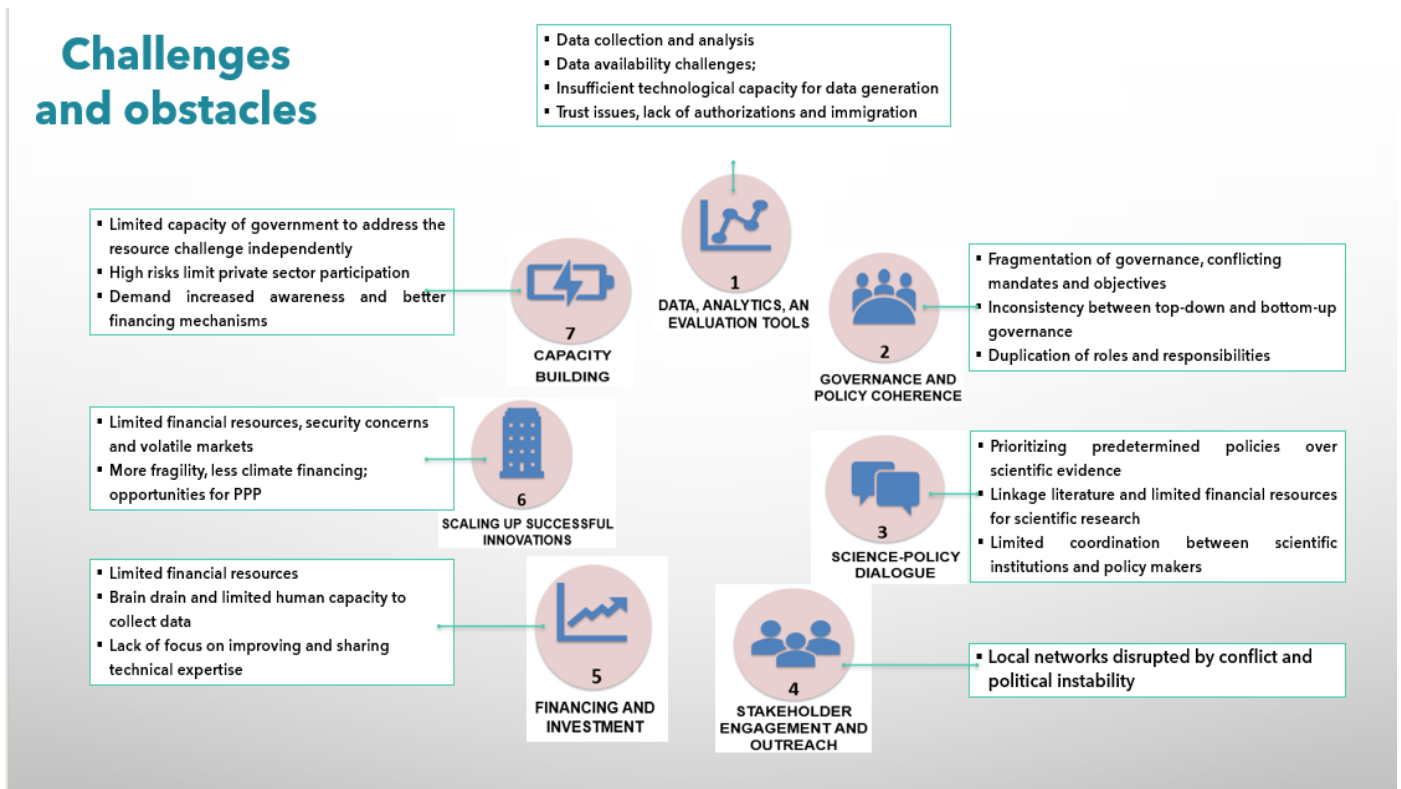 Challenges
and obstacles
▪ Data collection and analysis
▪ Data availability challenges;
▪ Insufficient technological capacity for data generation
▪ Trust issues, lack of authorizations and immigration
1
DATA, ANALYTICS, AN
EVALUATION TOOLS
▪ Fragmentation of governance, conflicting
mandates and objectives
▪ Inconsistency between top-down and bottom-up
governance
▪ Duplication of roles and responsibilities
2
GOVERNANCE AND
POLICY COHERENCE
▪ Prioritizing predetermined policies over
scientific evidence
▪ Linkage literature and limited financial resources
for scientific research
▪ Limited coordination between scientific
institutions and policy makers
3
SCIENCE-POLICY
DIALOGUE
▪ Local networks disrupted by conflict and
political instability
4
STAKEHOLDER
ENGAGEMENT AND
OUTREACH
▪ Limited financial resources
▪ Brain drain and limited human capacity to
collect data
▪ Lack of focus on improving and sharing
technical expertise
5
FINANCING AND
INVESTMENT
▪ Limited financial resources, security concerns
and volatile markets
▪ More fragility, less climate financing;
opportunities for PPP
6
SCALING UP SUCCESSFUL
INNOVATIONS
▪ Limited capacity of government to address the
resource challenge independently
▪ High risks limit private sector participation
▪ Demand increased awareness and better
financing mechanisms
7
CAPACITY
BUILDING